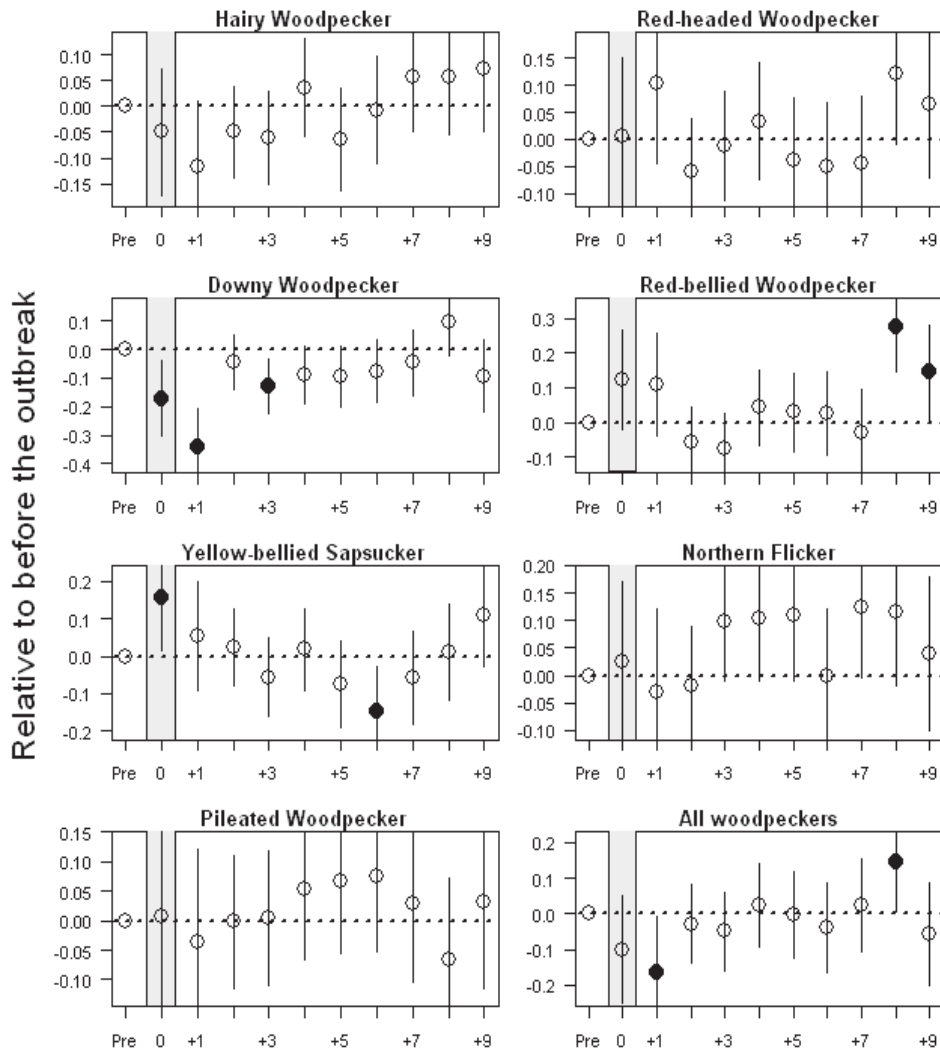 Relative to before the outbreak
Hairy Woodpecker
0.10
0.05
0.00
-0.05
-0.10
-0.15
Pre 0 +1 +3 +5 +7 +9
Red-headed Woodpecker
0.15
0.10
0.05
0.00
-0.05
-0.10
Pre 0 +1 +3 +5 +7 +9
Downy Woodpecker
0.1
0.0
-0.1
-0.2
-0.3
-0.4
Pre 0 +1 +3 +5 +7 +9
Red-bellied Woodpecker
0.3
0.2
0.1
0.0
-0.1
Pre 0 +1 +3 +5 +7 +9
Yellow-bellied Sapsucker
0.2
0.1
0.0
-0.1
-0.2
Pre 0 +1 +3 +5 +7 +9
Northern Flicker
0.20
0.15
0.10
0.05
0.00
-0.05
-0.10
Pre 0 +1 +3 +5 +7 +9
Pileated Woodpecker
0.15
0.10
0.05
0.00
-0.05
-0.10
Pre 0 +1 +3 +5 +7 +9
All woodpeckers
0.2
0.1
0.0
-0.1
-0.2
Pre 0 +1 +3 +5 +7 +9